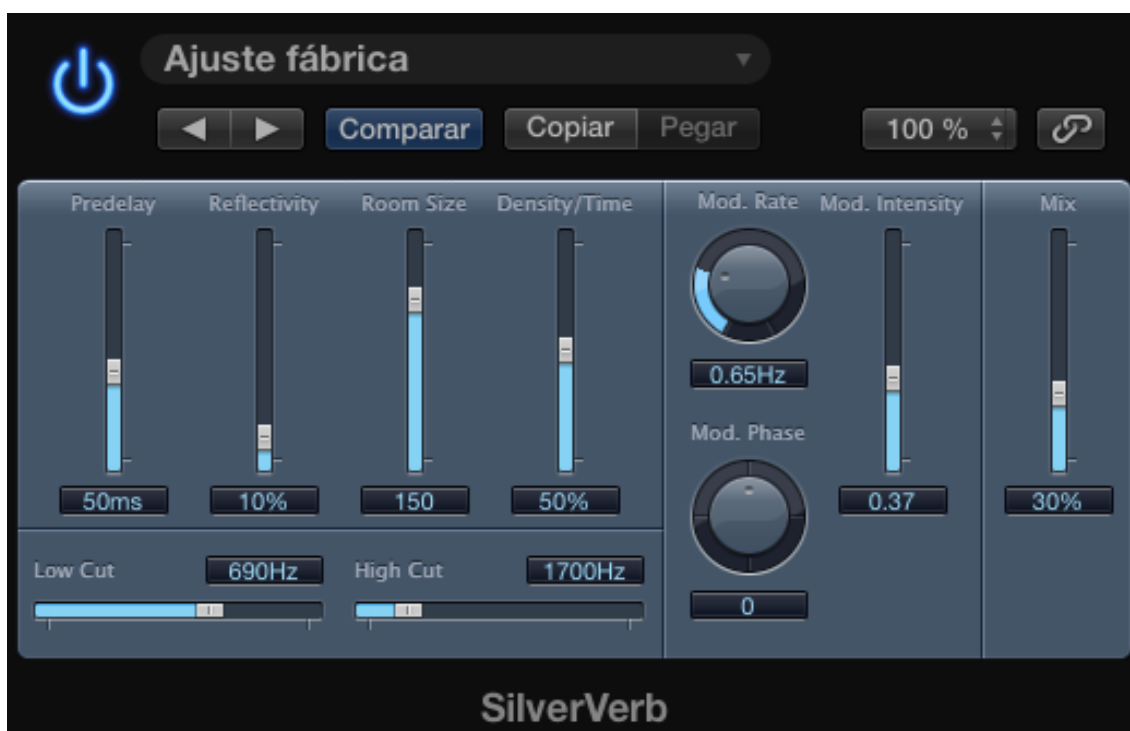 Ajuste fábrica
Comparar Copiar Pegar 100 %
Predelay Reflectivity Room Size Density/Time Mod. Rate Mod. Intensity Mix
0.65Hz
Mod. Phase
50ms 10% 150 50% 0.37 30%
Low Cut 690Hz High Cut 1700Hz
0
SilverVerb